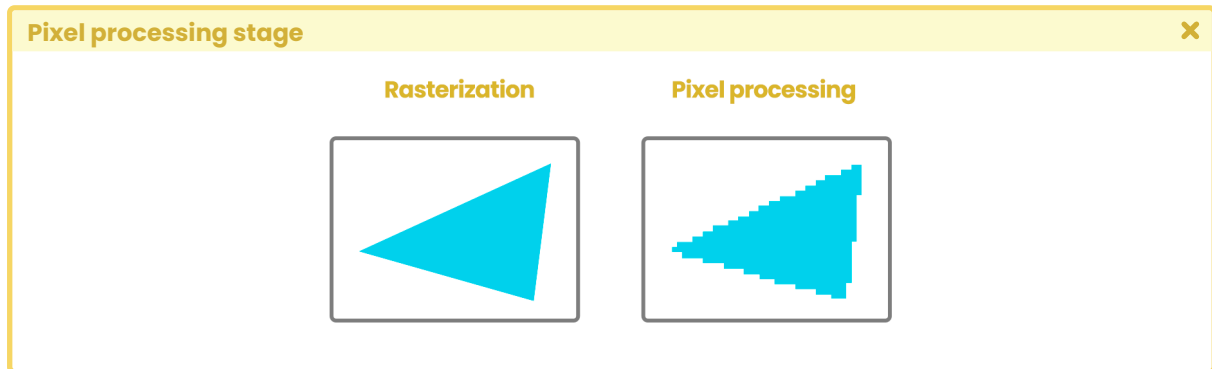 Pixel processing stage
Rasterization
Pixel processing